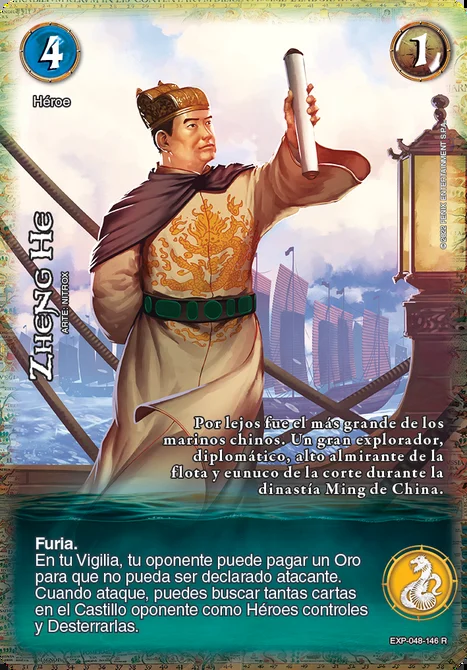 4
1
Héroe
ZHENG HE
ARTE: NITROX
©2022 FENIX ENTERTAINMENT S.P.A.
Por lejos fue el más grande de los
marinos chinos. Un gran explorador,
diplomático, alto almirante de la
flota y eunuco de la corte durante la
dinastía Ming de China.
Furia.
En tu Vigilia, tu oponente puede pagar un Oro
para que no pueda ser declarado atacante.
Cuando ataque, puedes buscar tantas cartas
en el Castillo oponente como Héroes controles
y Desterrarlas.
EXP-048-146 R